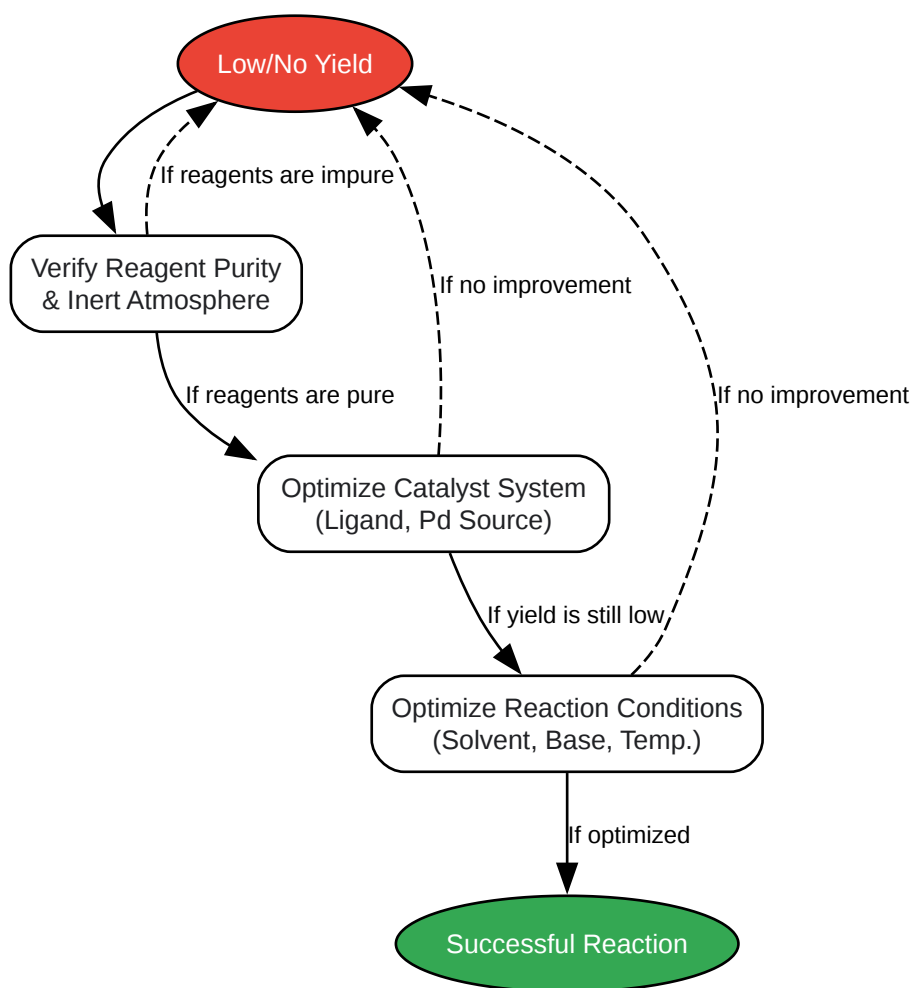 Low/No Yield
If reagents are impure
Verify Reagent Purity
& Inert Atmosphere
If no improvement
If reagents are pure
If no improvement
Optimize Catalyst System
(Ligand, Pd Source)
If yield is still low
Optimize Reaction Conditions
(Solvent, Base, Temp.)
If optimized
Successful Reaction